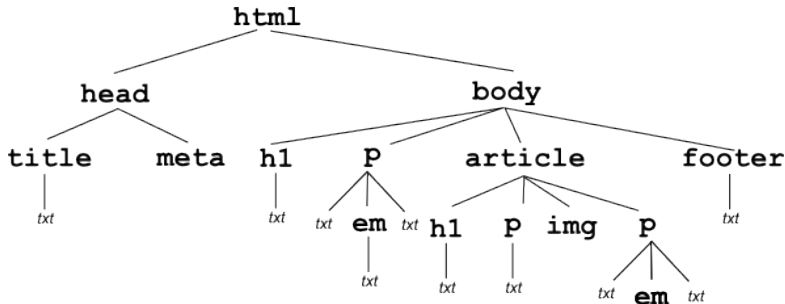 html
head body
title meta h1 p article footer
txt txt txt em txt h1 p img p txt
txt txt txt txt em txt